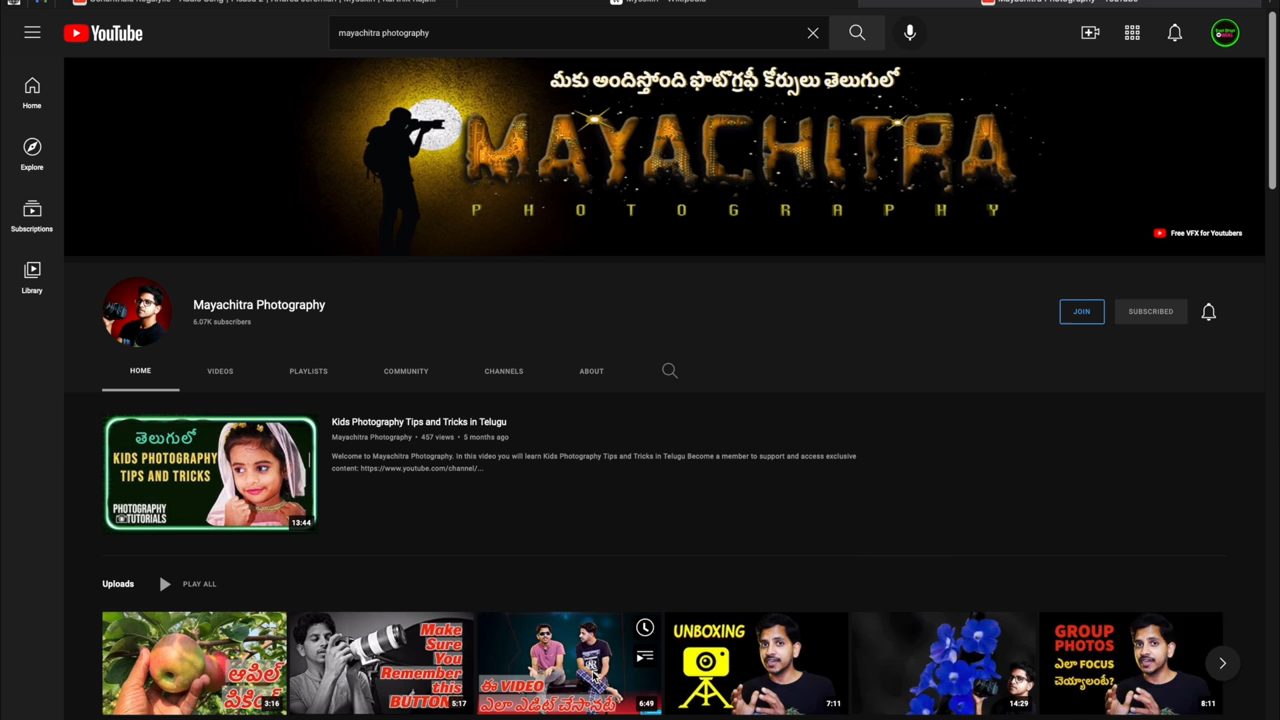 YouTube
mayachitra photography
Home
Explore
Subscriptions
Library
మీకు అందిస్తోంది ఫొటొగ్రఫీ కోర్సులు తెలుగులో
MAYACHITRA
PHOTOGRAPHY
Free VFX for Youtubers
Mayachitra Photography
6.07K subscribers
JOIN
SUBSCRIBED
HOME
VIDEOS
PLAYLISTS
COMMUNITY
CHANNELS
ABOUT
తెలుగులో
KIDS PHOTOGRAPHY
TIPS AND TRICKS
PHOTOGRAPHY
TUTORIALS
13:44
Kids Photography Tips and Tricks in Telugu
Mayachitra Photography • 457 views • 5 months ago
Welcome to Mayachitra Photography. In this video you will learn Kids Photography Tips and Tricks in Telugu Become a member to support and access exclusive
content: https://www.youtube.com/channel/...
Uploads
PLAY ALL
ఆపిల్
3:16
Make
Sure
You
Remember
this
BUTTON
5:17
ఈ VIDEO
ఎలా ఎడిట్ చేసానంటే
6:49
UNBOXING
7:11
14:29
GROUP
PHOTOS
ఎలా FOCUS
చెయ్యాలంటే?
8:11